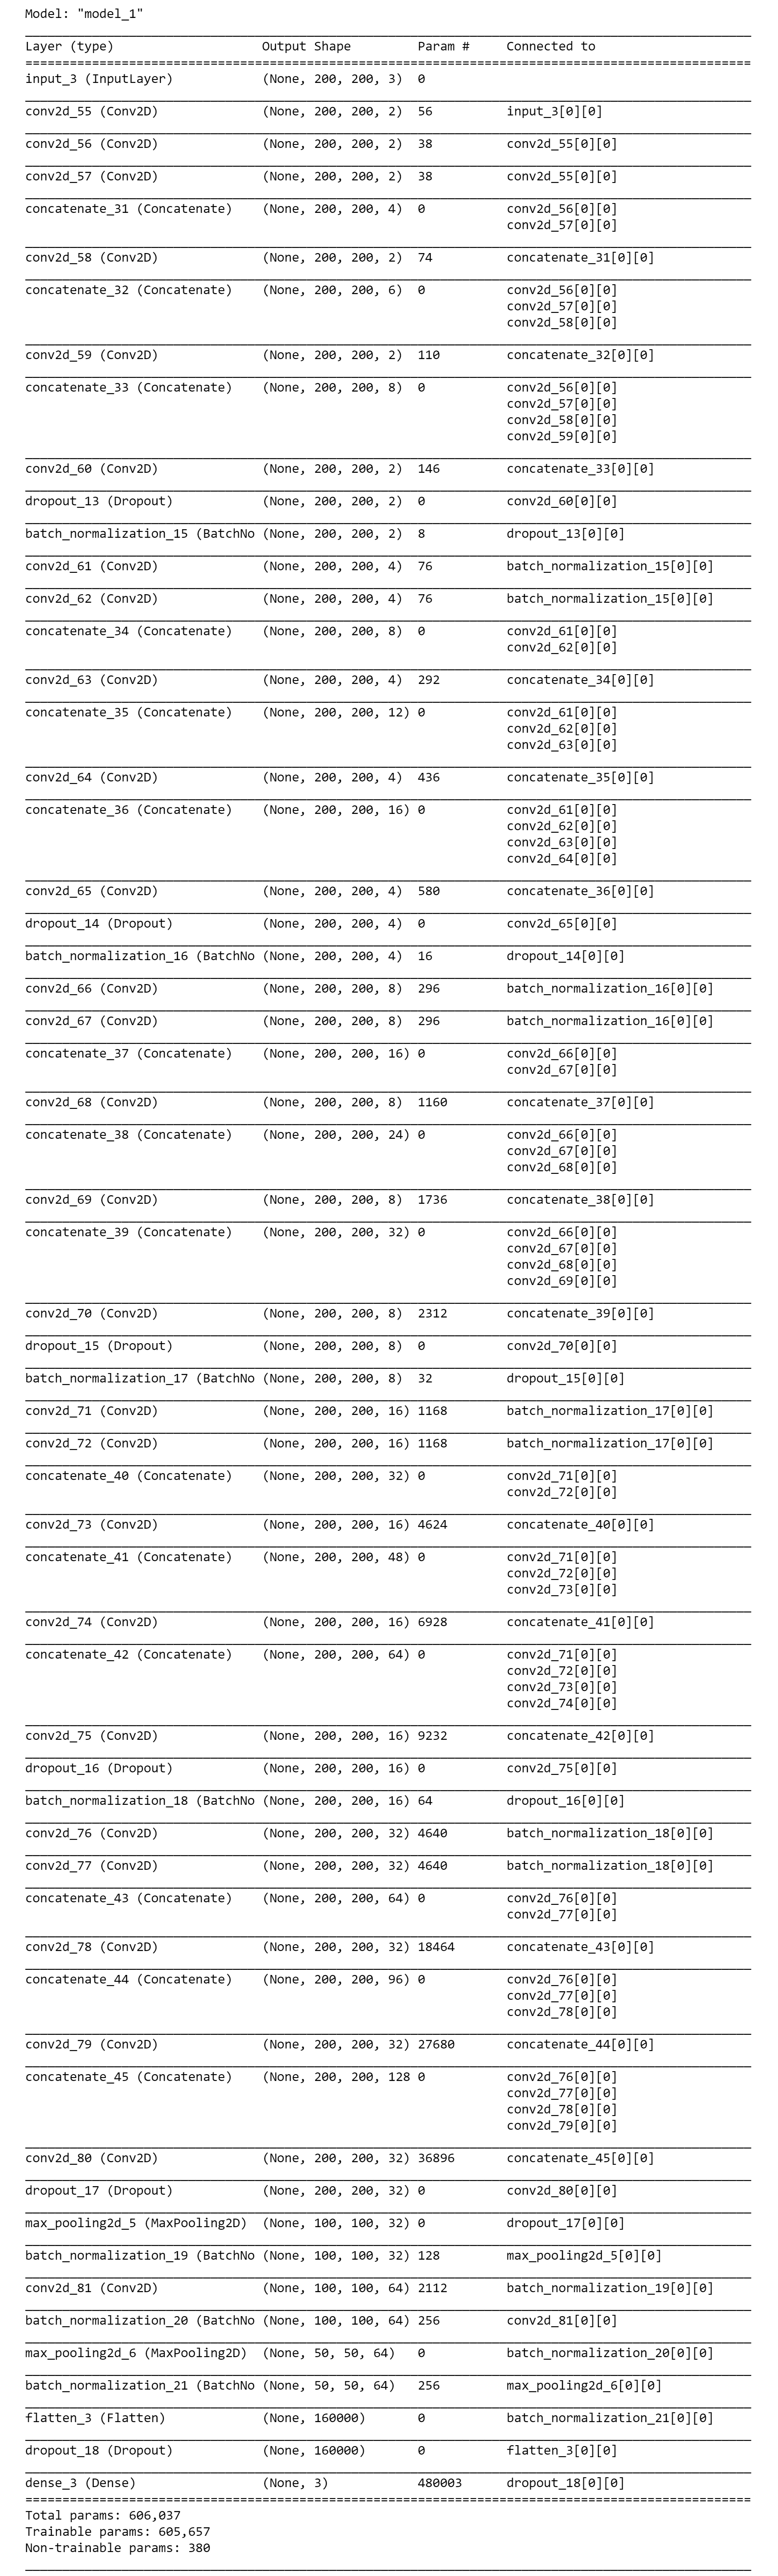 Model: "model_1"
Layer (type) Output Shape Param # Connected to
input_3 (InputLayer) (None, 200, 200, 3) 0
conv2d_55 (Conv2D) (None, 200, 200, 2) 56 input_3[0][0]
conv2d_56 (Conv2D) (None, 200, 200, 2) 38 conv2d_55[0][0]
conv2d_57 (Conv2D) (None, 200, 200, 2) 38 conv2d_55[0][0]
concatenate_31 (Concatenate) (None, 200, 200, 4) 0 conv2d_56[0][0]
conv2d_57[0][0]
conv2d_58 (Conv2D) (None, 200, 200, 2) 74 concatenate_31[0][0]
concatenate_32 (Concatenate) (None, 200, 200, 6) 0 conv2d_56[0][0]
conv2d_57[0][0]
conv2d_58[0][0]
conv2d_59 (Conv2D) (None, 200, 200, 2) 110 concatenate_32[0][0]
concatenate_33 (Concatenate) (None, 200, 200, 8) 0 conv2d_56[0][0]
conv2d_57[0][0]
conv2d_58[0][0]
conv2d_59[0][0]
conv2d_60 (Conv2D) (None, 200, 200, 2) 146 concatenate_33[0][0]
dropout_13 (Dropout) (None, 200, 200, 2) 0 conv2d_60[0][0]
batch_normalization_15 (BatchNo (None, 200, 200, 2) 8 dropout_13[0][0]
conv2d_61 (Conv2D) (None, 200, 200, 4) 76 batch_normalization_15[0][0]
conv2d_62 (Conv2D) (None, 200, 200, 4) 76 batch_normalization_15[0][0]
concatenate_34 (Concatenate) (None, 200, 200, 8) 0 conv2d_61[0][0]
conv2d_62[0][0]
conv2d_63 (Conv2D) (None, 200, 200, 4) 292 concatenate_34[0][0]
concatenate_35 (Concatenate) (None, 200, 200, 12) 0 conv2d_61[0][0]
conv2d_62[0][0]
conv2d_63[0][0]
conv2d_64 (Conv2D) (None, 200, 200, 4) 436 concatenate_35[0][0]
concatenate_36 (Concatenate) (None, 200, 200, 16) 0 conv2d_61[0][0]
conv2d_62[0][0]
conv2d_63[0][0]
conv2d_64[0][0]
conv2d_65 (Conv2D) (None, 200, 200, 4) 580 concatenate_36[0][0]
dropout_14 (Dropout) (None, 200, 200, 4) 0 conv2d_65[0][0]
batch_normalization_16 (BatchNo (None, 200, 200, 4) 16 dropout_14[0][0]
conv2d_66 (Conv2D) (None, 200, 200, 8) 296 batch_normalization_16[0][0]
conv2d_67 (Conv2D) (None, 200, 200, 8) 296 batch_normalization_16[0][0]
concatenate_37 (Concatenate) (None, 200, 200, 16) 0 conv2d_66[0][0]
conv2d_67[0][0]
conv2d_68 (Conv2D) (None, 200, 200, 8) 1160 concatenate_37[0][0]
concatenate_38 (Concatenate) (None, 200, 200, 24) 0 conv2d_66[0][0]
conv2d_67[0][0]
conv2d_68[0][0]
conv2d_69 (Conv2D) (None, 200, 200, 8) 1736 concatenate_38[0][0]
concatenate_39 (Concatenate) (None, 200, 200, 32) 0 conv2d_66[0][0]
conv2d_67[0][0]
conv2d_68[0][0]
conv2d_69[0][0]
conv2d_70 (Conv2D) (None, 200, 200, 8) 2312 concatenate_39[0][0]
dropout_15 (Dropout) (None, 200, 200, 8) 0 conv2d_70[0][0]
batch_normalization_17 (BatchNo (None, 200, 200, 8) 32 dropout_15[0][0]
conv2d_71 (Conv2D) (None, 200, 200, 16) 1168 batch_normalization_17[0][0]
conv2d_72 (Conv2D) (None, 200, 200, 16) 1168 batch_normalization_17[0][0]
concatenate_40 (Concatenate) (None, 200, 200, 32) 0 conv2d_71[0][0]
conv2d_72[0][0]
conv2d_73 (Conv2D) (None, 200, 200, 16) 4624 concatenate_40[0][0]
concatenate_41 (Concatenate) (None, 200, 200, 48) 0 conv2d_71[0][0]
conv2d_72[0][0]
conv2d_73[0][0]
conv2d_74 (Conv2D) (None, 200, 200, 16) 6928 concatenate_41[0][0]
concatenate_42 (Concatenate) (None, 200, 200, 64) 0 conv2d_71[0][0]
conv2d_72[0][0]
conv2d_73[0][0]
conv2d_74[0][0]
conv2d_75 (Conv2D) (None, 200, 200, 16) 9232 concatenate_42[0][0]
dropout_16 (Dropout) (None, 200, 200, 16) 0 conv2d_75[0][0]
batch_normalization_18 (BatchNo (None, 200, 200, 16) 64 dropout_16[0][0]
conv2d_76 (Conv2D) (None, 200, 200, 32) 4640 batch_normalization_18[0][0]
conv2d_77 (Conv2D) (None, 200, 200, 32) 4640 batch_normalization_18[0][0]
concatenate_43 (Concatenate) (None, 200, 200, 64) 0 conv2d_76[0][0]
conv2d_77[0][0]
conv2d_78 (Conv2D) (None, 200, 200, 32) 18464 concatenate_43[0][0]
concatenate_44 (Concatenate) (None, 200, 200, 96) 0 conv2d_76[0][0]
conv2d_77[0][0]
conv2d_78[0][0]
conv2d_79 (Conv2D) (None, 200, 200, 32) 27680 concatenate_44[0][0]
concatenate_45 (Concatenate) (None, 200, 200, 128 0 conv2d_76[0][0]
conv2d_77[0][0]
conv2d_78[0][0]
conv2d_79[0][0]
conv2d_80 (Conv2D) (None, 200, 200, 32) 36896 concatenate_45[0][0]
dropout_17 (Dropout) (None, 200, 200, 32) 0 conv2d_80[0][0]
max_pooling2d_5 (MaxPooling2D) (None, 100, 100, 32) 0 dropout_17[0][0]
batch_normalization_19 (BatchNo (None, 100, 100, 32) 128 max_pooling2d_5[0][0]
conv2d_81 (Conv2D) (None, 100, 100, 64) 2112 batch_normalization_19[0][0]
batch_normalization_20 (BatchNo (None, 100, 100, 64) 256 conv2d_81[0][0]
max_pooling2d_6 (MaxPooling2D) (None, 50, 50, 64) 0 batch_normalization_20[0][0]
batch_normalization_21 (BatchNo (None, 50, 50, 64) 256 max_pooling2d_6[0][0]
flatten_3 (Flatten) (None, 160000) 0 batch_normalization_21[0][0]
dropout_18 (Dropout) (None, 160000) 0 flatten_3[0][0]
dense_3 (Dense) (None, 3) 480003 dropout_18[0][0]
Total params: 606,037
Trainable params: 605,657
Non-trainable params: 380